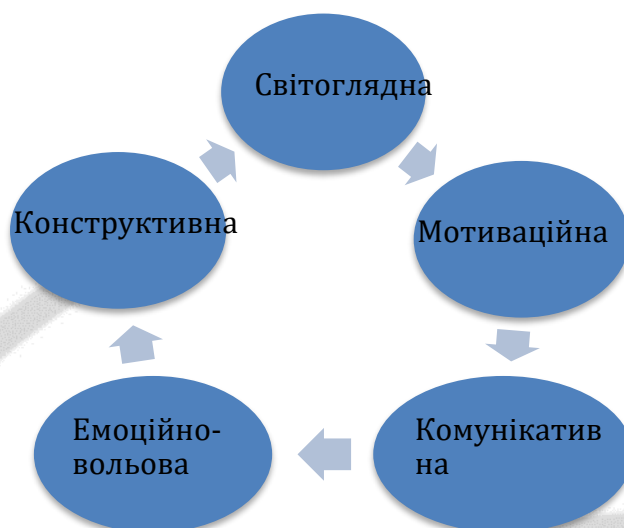 Світоглядна
Мотиваційна
Комунікатив
на
Емоційно-
вольова
Конструктивна